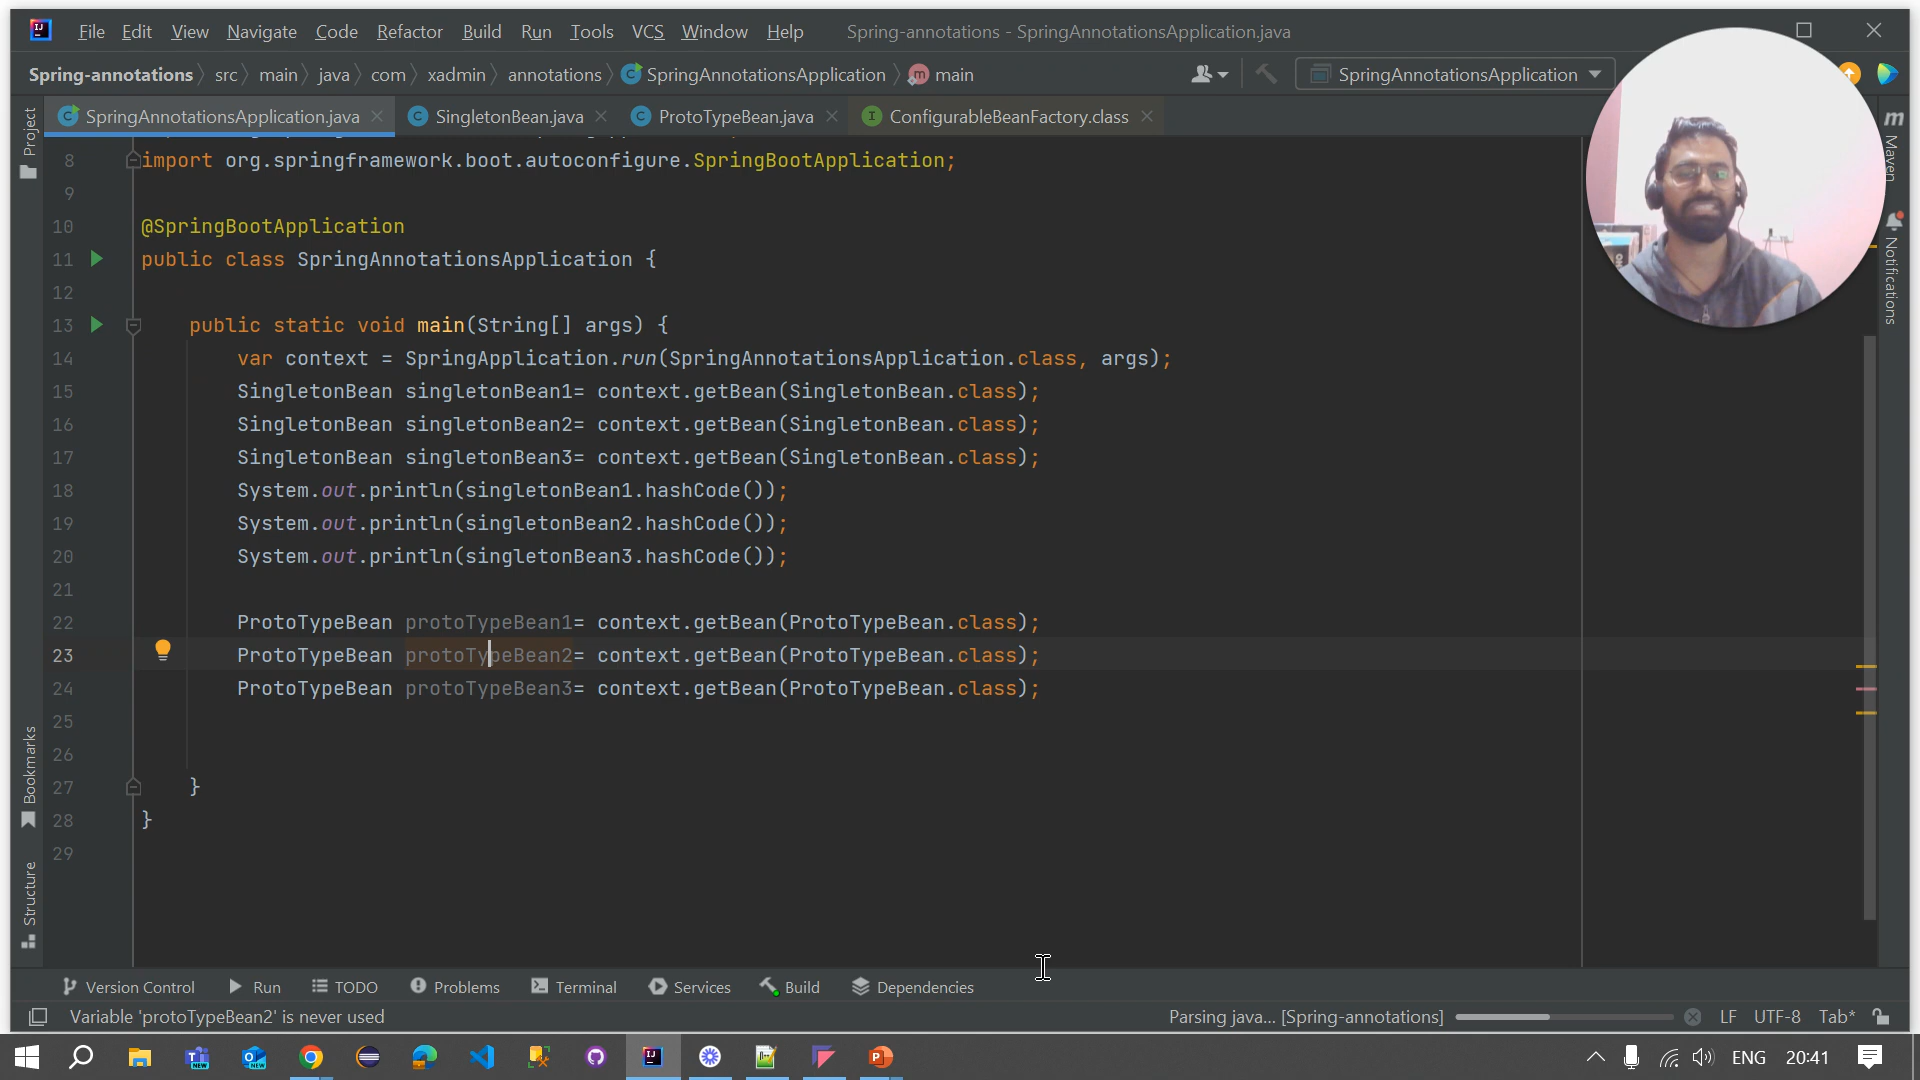 File Edit View Navigate Code Refactor Build Run Tools VCS Window Help Spring-annotations - SpringAnnotationsApplication.java
Spring-annotations src main java com xadmin annotations SpringAnnotationsApplication main SpringAnnotationsApplication
SpringAnnotationsApplication.java SingletonBean.java ProtoTypeBean.java ConfigurableBeanFactory.class
Project
Bookmarks
Structure
Maven
Notifications
8 import org.springframework.boot.autoconfigure.SpringBootApplication;
9
10 @SpringBootApplication
11 public class SpringAnnotationsApplication {
12
13 public static void main(String[] args) {
14 var context = SpringApplication.run(SpringAnnotationsApplication.class, args);
15 SingletonBean singletonBean1= context.getBean(SingletonBean.class);
16 SingletonBean singletonBean2= context.getBean(SingletonBean.class);
17 SingletonBean singletonBean3= context.getBean(SingletonBean.class);
18 System.out.println(singletonBean1.hashCode());
19 System.out.println(singletonBean2.hashCode());
20 System.out.println(singletonBean3.hashCode());
21
22 ProtoTypeBean protoTypeBean1= context.getBean(ProtoTypeBean.class);
23 ProtoTypeBean protoTypeBean2= context.getBean(ProtoTypeBean.class);
24 ProtoTypeBean protoTypeBean3= context.getBean(ProtoTypeBean.class);
25
26
27 }
28 }
29
Version Control Run TODO Problems Terminal Services Build Dependencies
Variable 'protoTypeBean2' is never used Parsing java... [Spring-annotations] LF UTF-8 Tab*
ENG 20:41